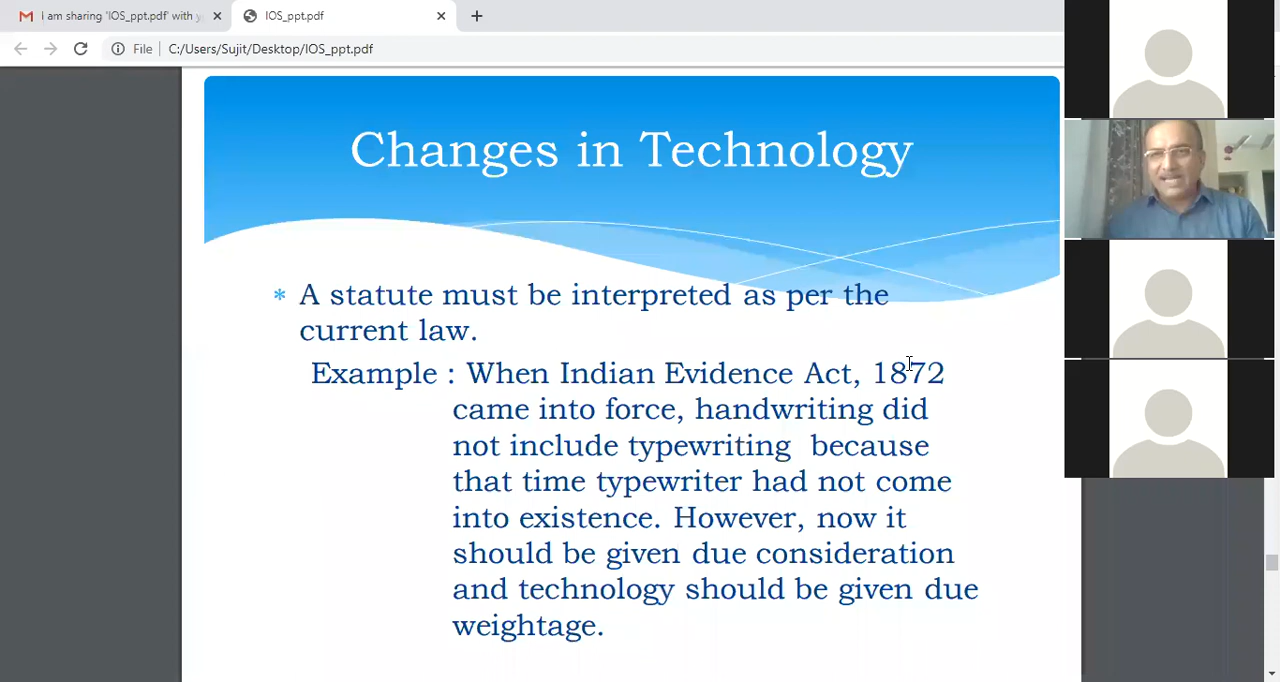 I am sharing 'IOS_ppt.pdf' with y
IOS_ppt.pdf
File
C:/Users/Sujit/Desktop/IOS_ppt.pdf
Changes in Technology
* A statute must be interpreted as per the
current law.
Example : When Indian Evidence Act, 1872
came into force, handwriting did
not include typewriting because
that time typewriter had not come
into existence. However, now it
should be given due consideration
and technology should be given due
weightage.